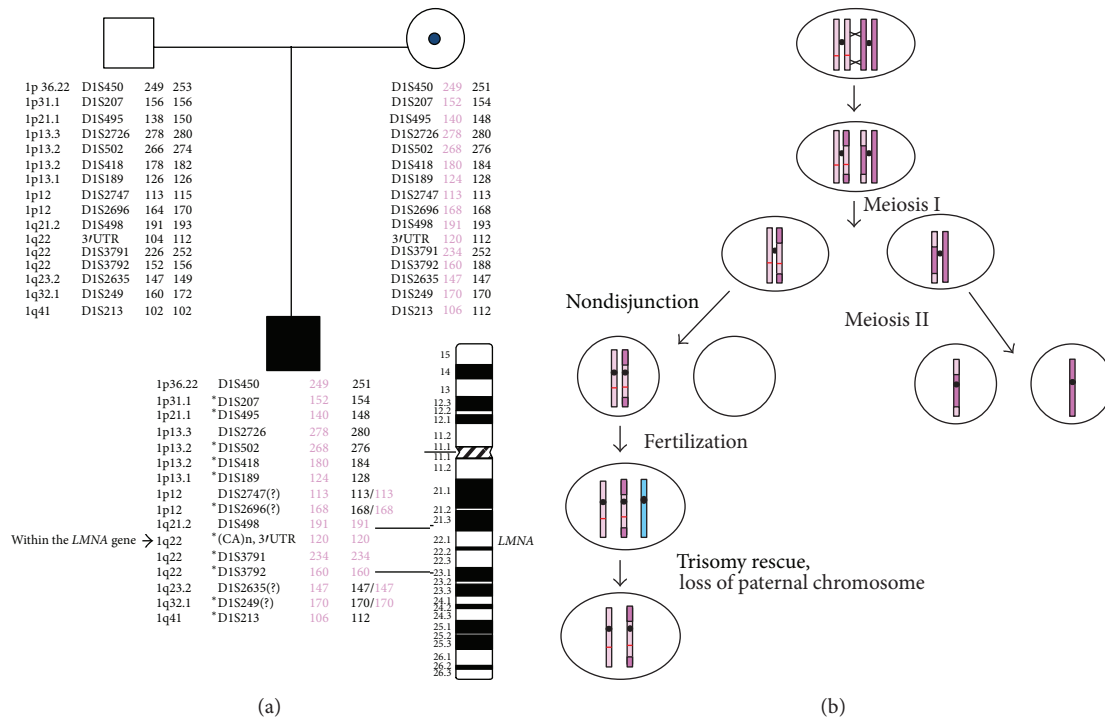 1p 36.22 D1S450 249 253
1p31.1 D1S207 156 156
1p21.1 D1S495 138 150
1p13.3 D1S2726 278 280
1p13.2 D1S502 266 274
1p13.2 D1S418 178 182
1p13.1 D1S189 126 126
1p12 D1S2747 113 115
1p12 D1S2696 164 170
1q21.2 D1S498 191 193
1q22 3′UTR 104 112
1q22 D1S3791 226 252
1q22 D1S3792 152 156
1q23.2 D1S2635 147 149
1q32.1 D1S249 160 172
1q41 D1S213 102 102
D1S450 249 251
D1S207 152 154
D1S495 140 148
D1S2726 278 280
D1S502 268 276
D1S418 180 184
D1S189 124 128
D1S2747 113 113
D1S2696 168 168
D1S498 191 191
3′UTR 120 112
D1S3791 234 252
D1S3792 160 188
D1S2635 147 147
D1S249 170 170
D1S213 106 112
1p36.22 D1S450 249 251
1p31.1 *D1S207 152 154
1p21.1 *D1S495 140 148
1p13.3 D1S2726 278 280
1p13.2 *D1S502 268 276
1p13.2 *D1S418 180 184
1p13.1 *D1S189 124 128
1p12 D1S2747(?) 113 113/113
1p12 *D1S2696(?) 168 168/168
1q21.2 D1S498 191 191
Within the LMNA gene 1q22 *(CA)n, 3′UTR 120 120
1q22 *D1S3791 234 234
1q22 *D1S3792 160 160
1q23.2 D1S2635(?) 147 147/147
1q32.1 *D1S249(?) 170 170/170
1q41 *D1S213 106 112
15
14
13
12.3
12.2
12.1
11.2
11.1
11.1
11.2
21.1
21.2
21.3
22.1
22.2
22.3
23.1
23.2
23.3
24.1
24.2
24.3
25.1
25.2
25.3
26.1
26.2
26.3
LMNA
(a)
Meiosis I
Nondisjunction
Meiosis II
Fertilization
Trisomy rescue,
loss of paternal chromosome
(b)